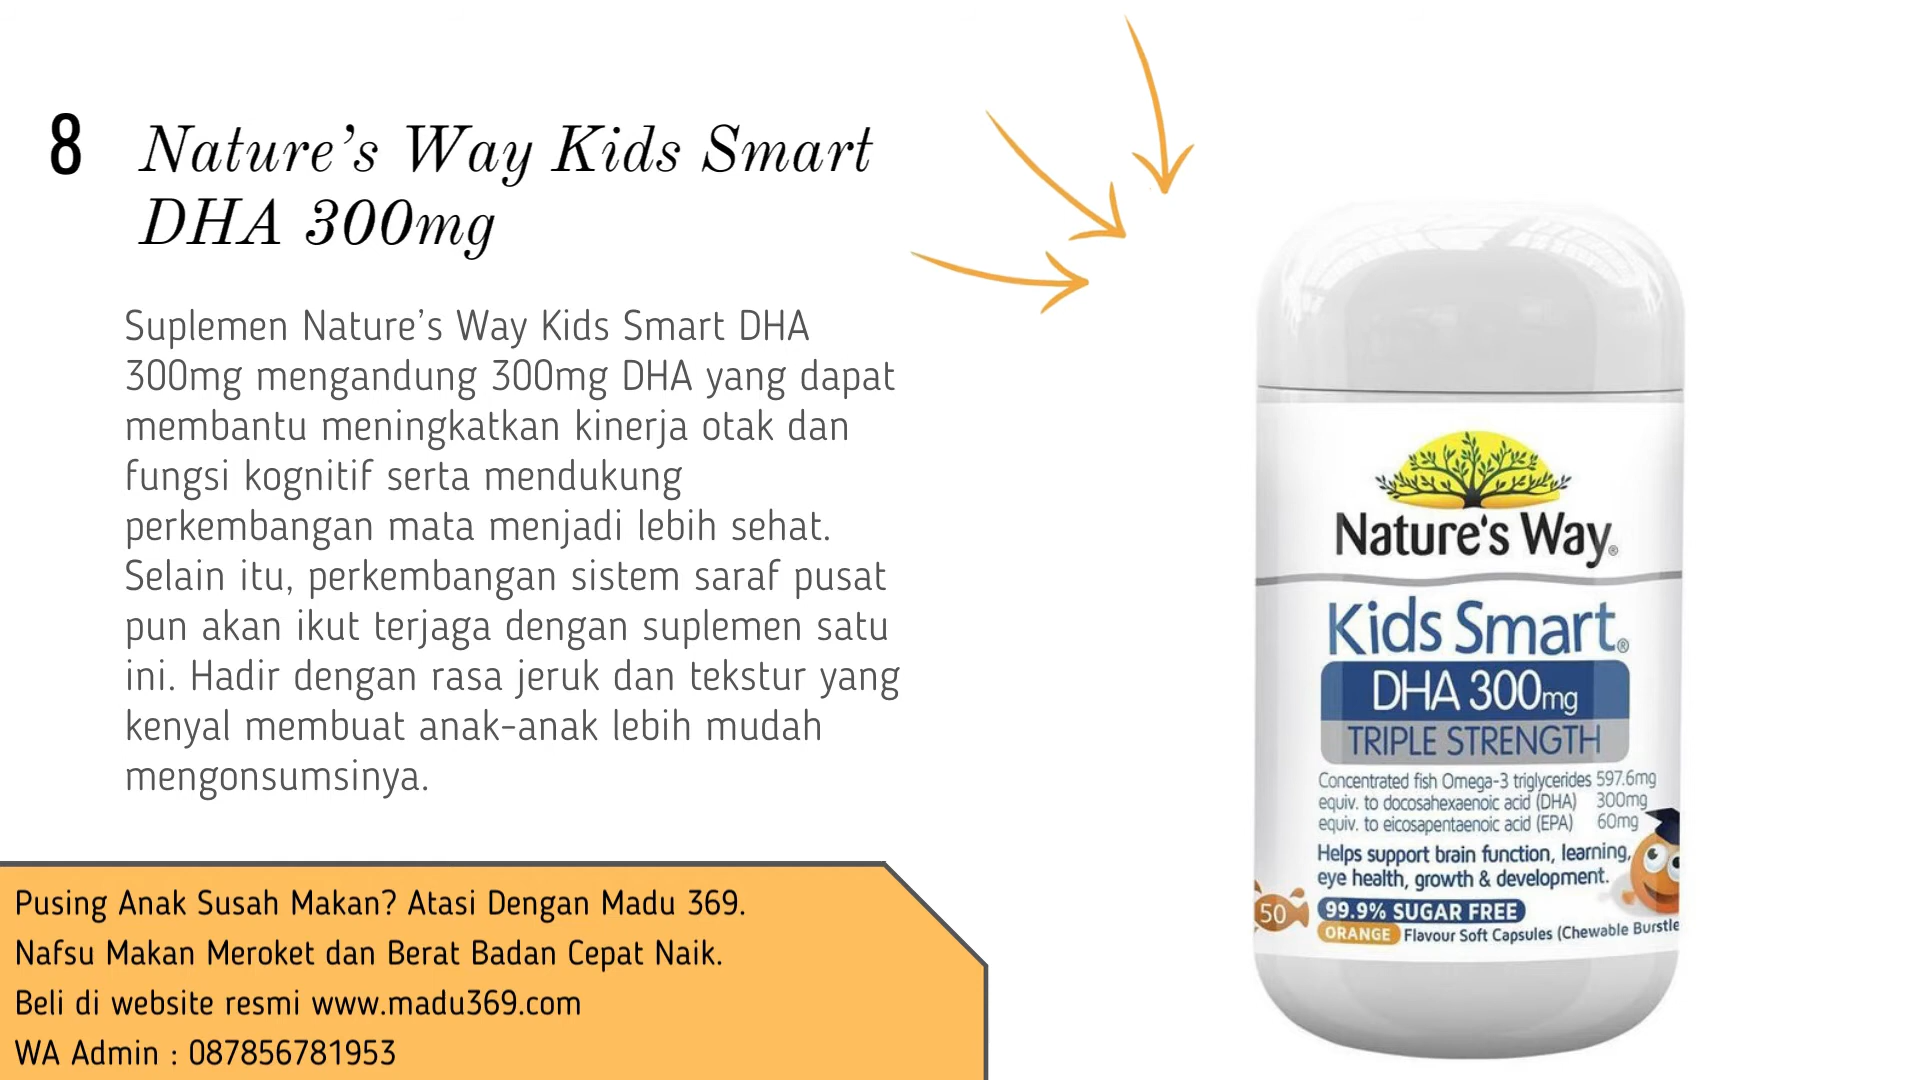 8
Nature’s Way Kids Smart
DHA 300mg
Suplemen Nature’s Way Kids Smart DHA
300mg mengandung 300mg DHA yang dapat
membantu meningkatkan kinerja otak dan
fungsi kognitif serta mendukung
perkembangan mata menjadi lebih sehat.
Selain itu, perkembangan sistem saraf pusat
pun akan ikut terjaga dengan suplemen satu
ini. Hadir dengan rasa jeruk dan tekstur yang
kenyal membuat anak-anak lebih mudah
mengonsumsinya.
Pusing Anak Susah Makan? Atasi Dengan Madu 369.
Nafsu Makan Meroket dan Berat Badan Cepat Naik.
Beli di website resmi www.madu369.com
WA Admin : 087856781953
Nature's Way®
Kids Smart®
DHA 300mg
TRIPLE STRENGTH
Concentrated fish Omega-3 triglycerides 597.6mg
equiv. to docosahexaenoic acid (DHA) 300mg
equiv. to eicosapentaenoic acid (EPA) 60mg
Helps support brain function, learning,
eye health, growth & development.
50
99.9% SUGAR FREE
ORANGE Flavour Soft Capsules (Chewable Burstle